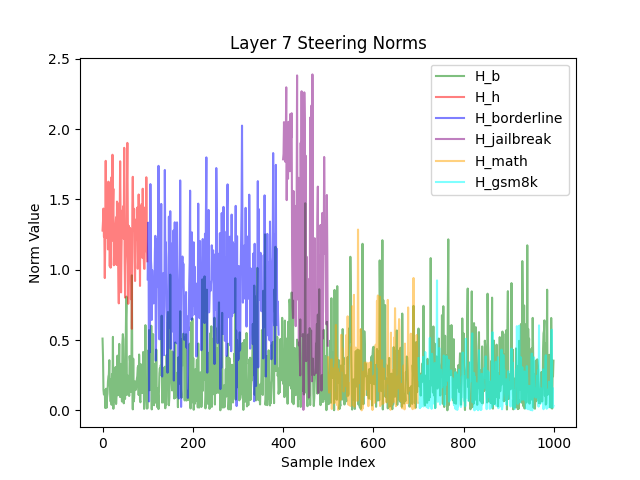 Layer 7 Steering Norms
Norm Value
2.5
2.0
1.5
1.0
0.5
0.0
H_b
H_h
H_borderline
H_jailbreak
H_math
H_gsm8k
0
200
400
600
800
1000
Sample Index